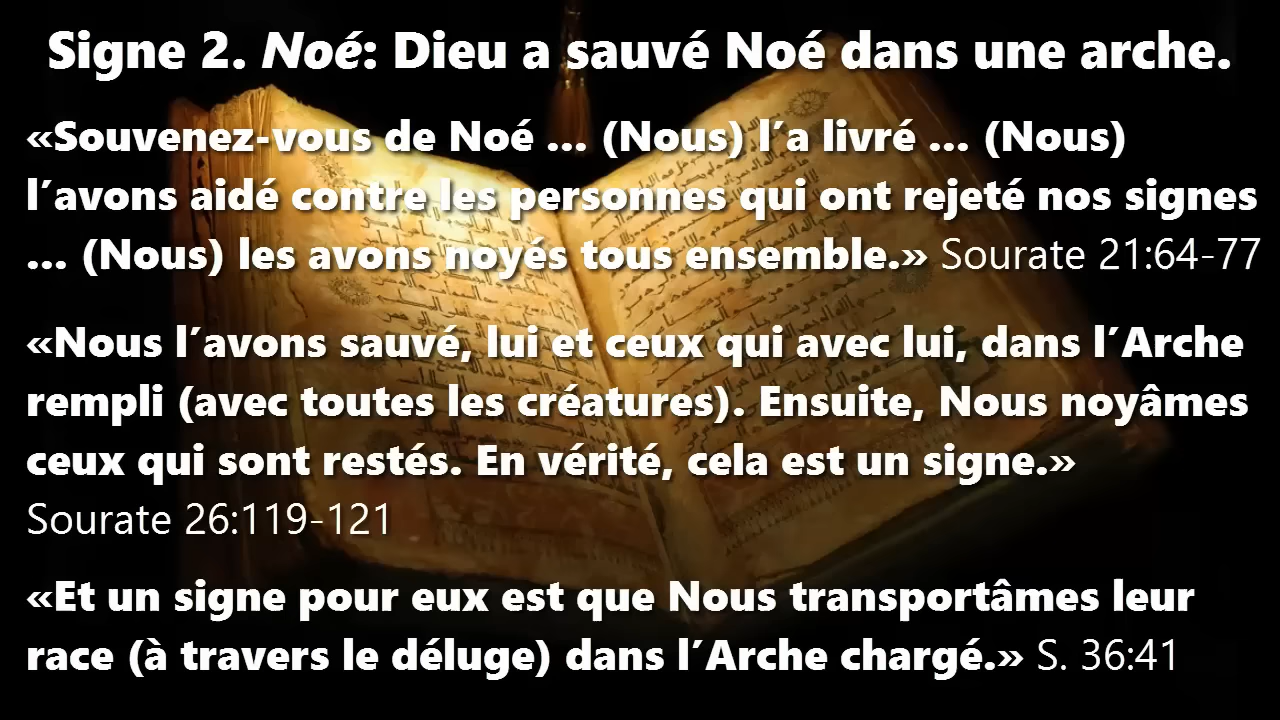 Signe 2. Noé: Dieu a sauvé Noé dans une arche.
«Souvenez-vous de Noé ... (Nous) l´a livré ... (Nous)
l´avons aidé contre les personnes qui ont rejeté nos signes
... (Nous) les avons noyés tous ensemble.» Sourate 21:64-77
«Nous l´avons sauvé, lui et ceux qui avec lui, dans l´Arche
rempli (avec toutes les créatures). Ensuite, Nous noyâmes
ceux qui sont restés. En vérité, cela est un signe.»
Sourate 26:119-121
«Et un signe pour eux est que Nous transportâmes leur
race (à travers le déluge) dans l´Arche chargé.» S. 36:41